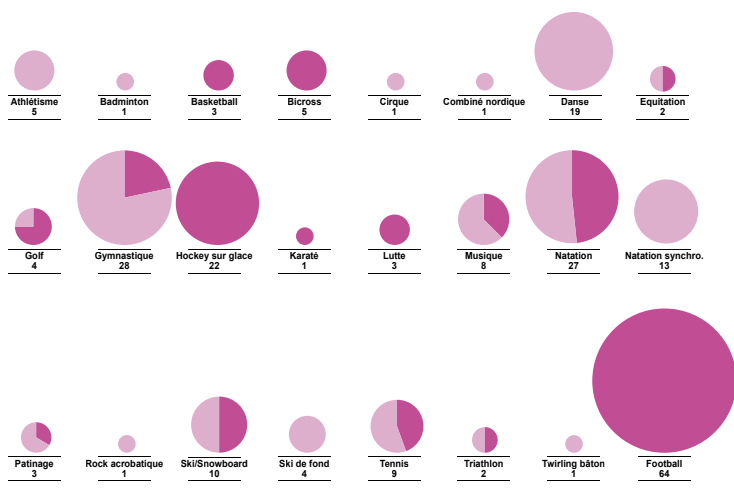 Athlétisme
5
Badminton
1
Basketball
3
Bicross
5
Cirque
1
Combiné nordique
1
Danse
19
Equitation
2
Golf
4
Gymnastique
28
Hockey sur glace
22
Karaté
1
Lutte
3
Musique
8
Natation
27
Natation synchro.
13
Patinage
3
Rock acrobatique
1
Ski/Snowboard
10
Ski de fond
4
Tennis
9
Triathlon
2
Twirling bâton
1
Football
64